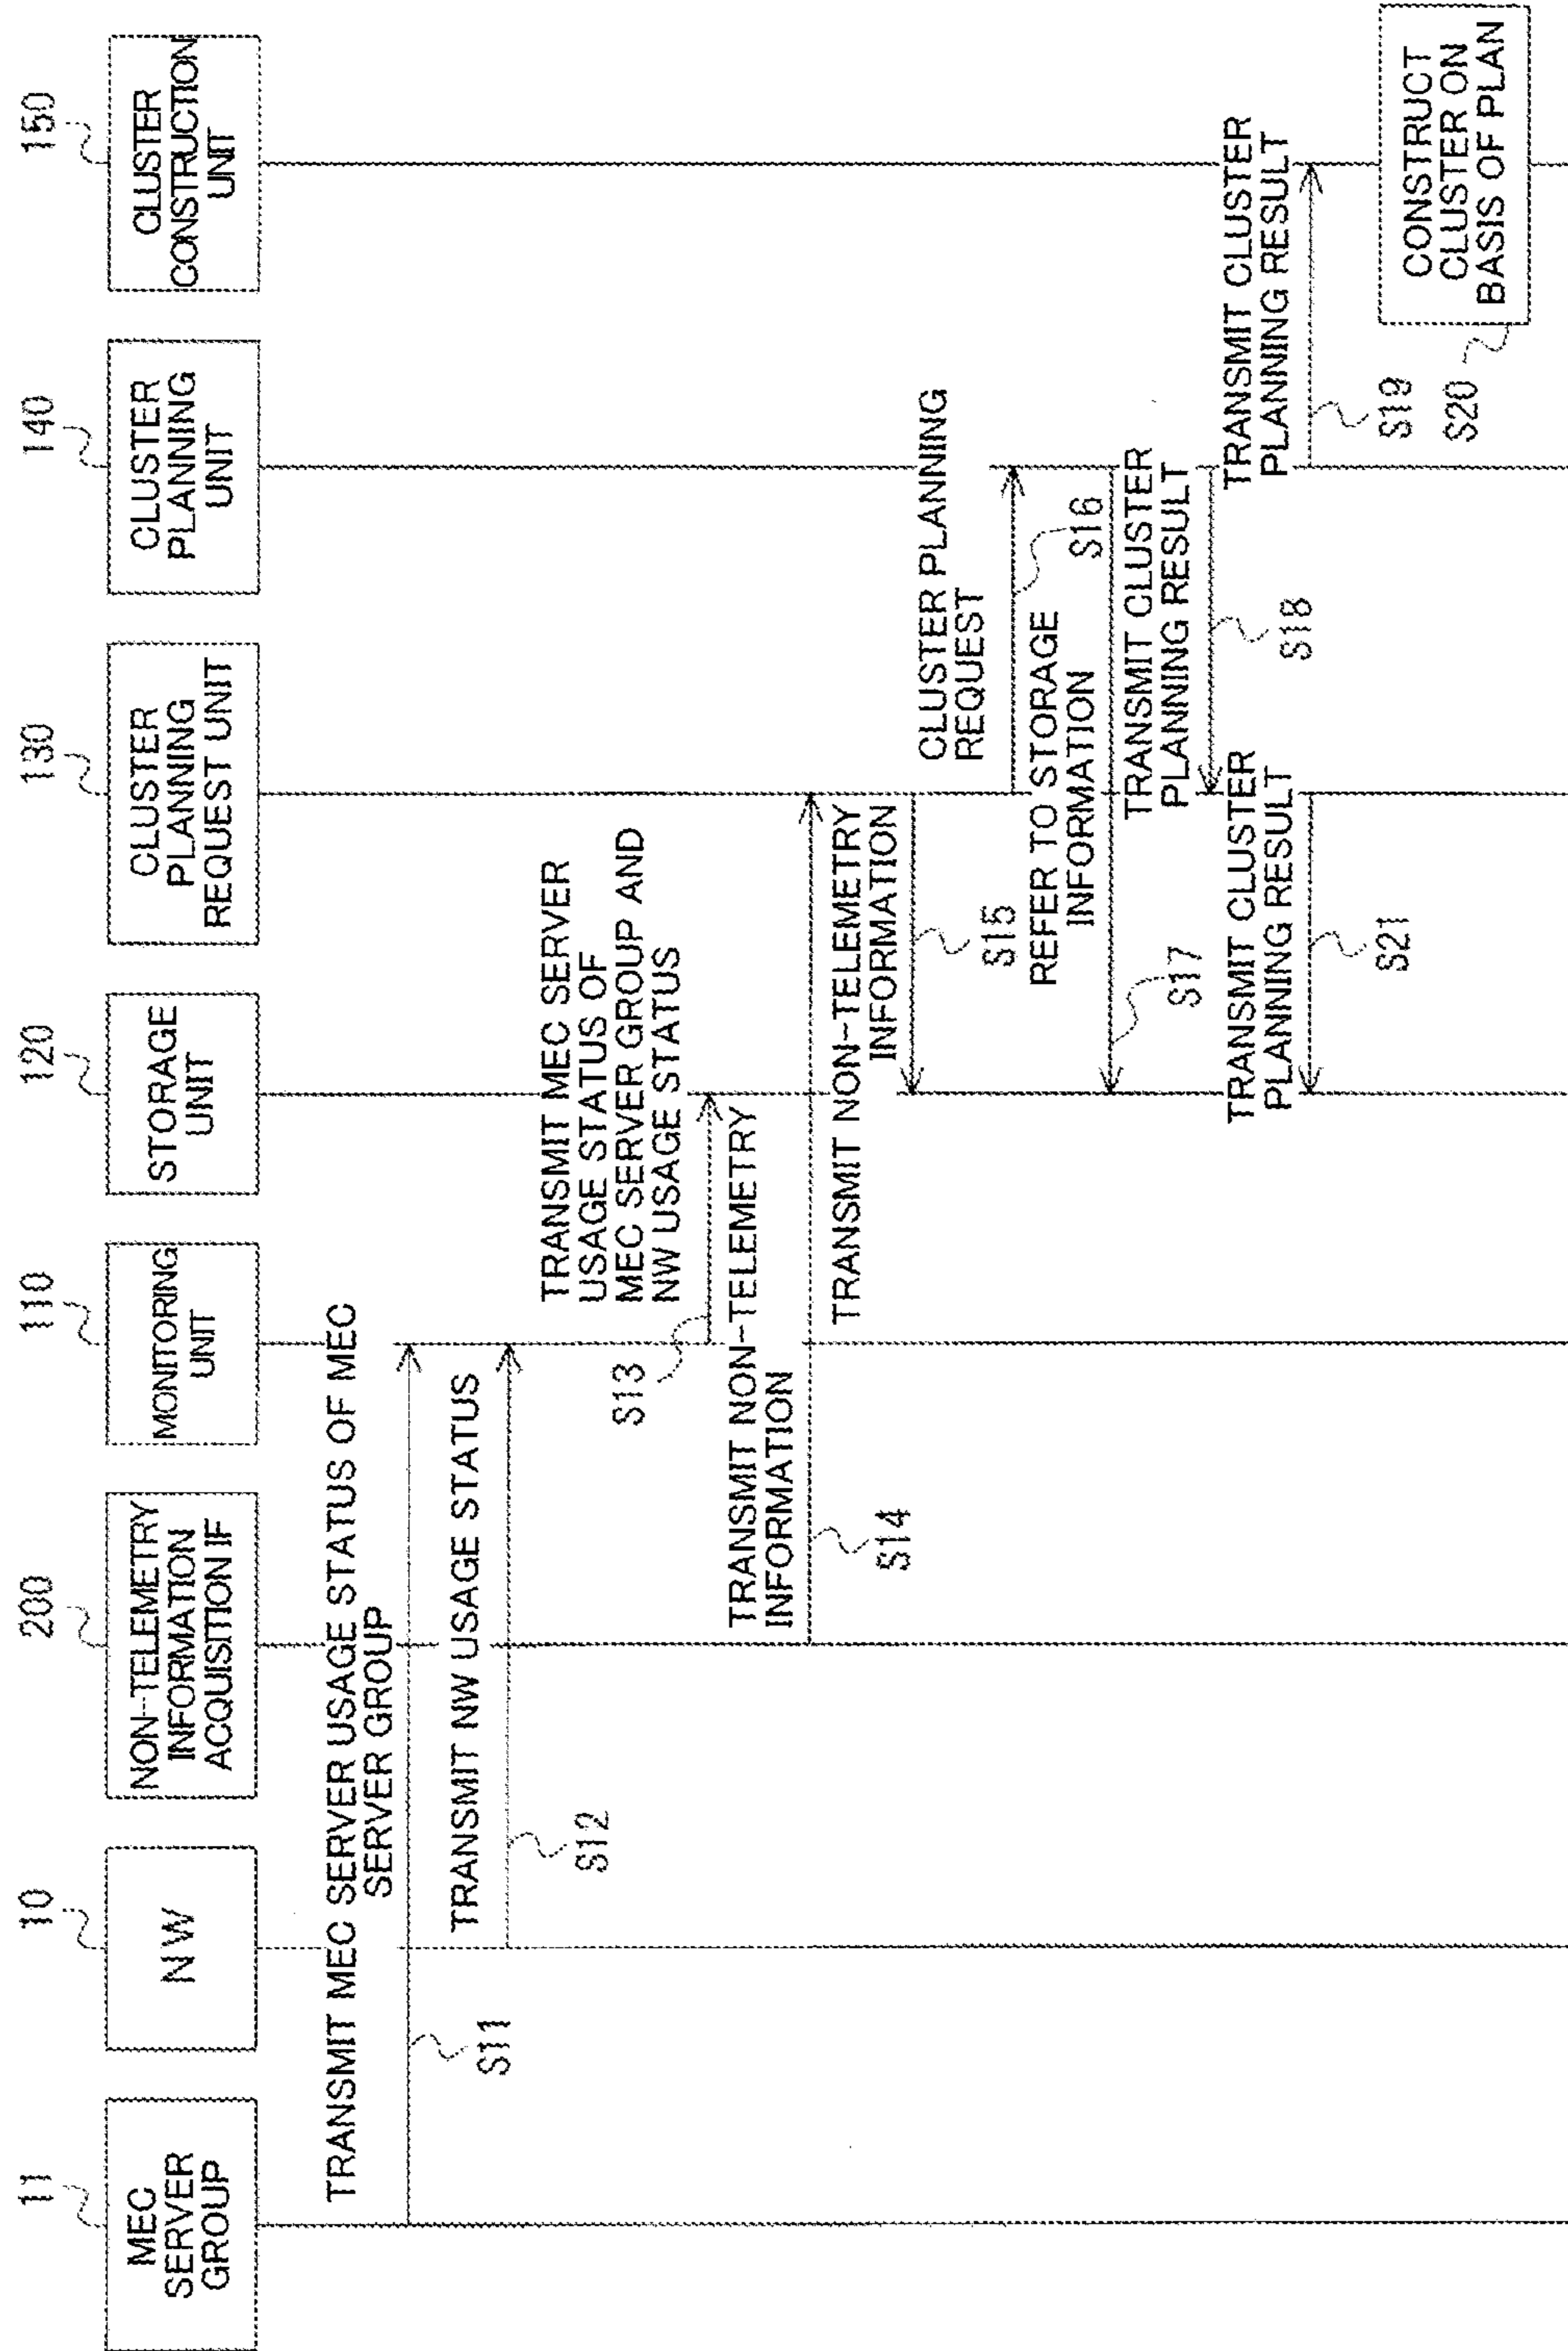 11
MEC
SERVER
GROUP
10
NW
200
NON-TELEMETRY
INFORMATION
ACQUISITION IF
110
MONITORING
UNIT
120
STORAGE
UNIT
130
CLUSTER
PLANNING
REQUEST UNIT
140
CLUSTER
PLANNING
UNIT
150
CLUSTER
CONSTRUCTION
UNIT
TRANSMIT MEC SERVER USAGE STATUS OF MEC
SERVER GROUP
S11
TRANSMIT NW USAGE STATUS
S12
TRANSMIT MEC SERVER
USAGE STATUS OF
MEC SERVER GROUP AND
NW USAGE STATUS
S13
TRANSMIT NON-TELEMETRY
INFORMATION
S14
TRANSMIT NON-TELEMETRY
INFORMATION
S15
CLUSTER PLANNING
REQUEST
S16
REFER TO STORAGE
INFORMATION
S17
TRANSMIT CLUSTER
PLANNING RESULT
S18
TRANSMIT CLUSTER
PLANNING RESULT
S19
TRANSMIT CLUSTER
PLANNING RESULT
S21
CONSTRUCT
CLUSTER ON
BASIS OF PLAN
S20